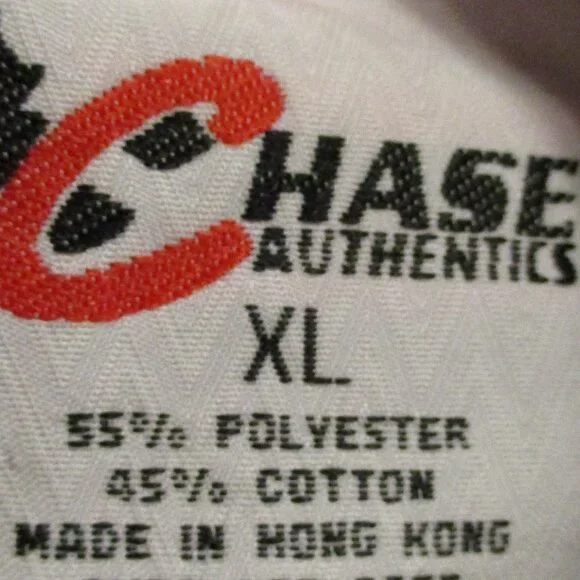 CHASE
AUTHENTICS
XL
55% POLYESTER
45% COTTON
MADE IN HONG KONG